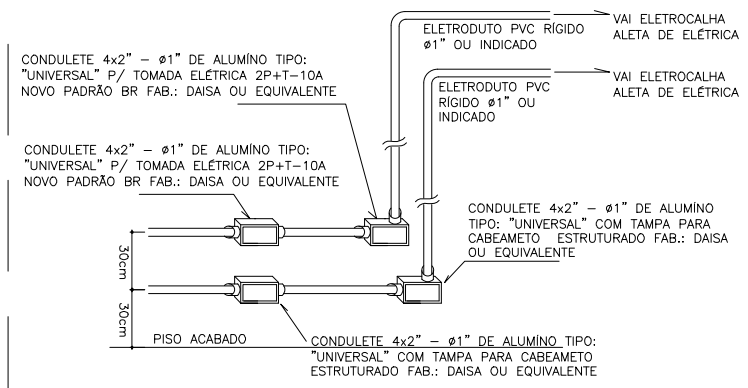 ELETRODUTO PVC RÍGIDO
ø1" OU INDICADO
VAI ELETROCALHA
ALETA DE ELÉTRICA
CONDULETE 4x2" – ø1" DE ALUMÍNO TIPO:
"UNIVERSAL" P/ TOMADA ELÉTRICA 2P+T-10A
NOVO PADRÃO BR FAB.: DAISA OU EQUIVALENTE
ELETRODUTO PVC
RÍGIDO ø1" OU
INDICADO
VAI ELETROCALHA
ALETA DE ELÉTRICA
CONDULETE 4x2" – ø1" DE ALUMÍNO TIPO:
"UNIVERSAL" P/ TOMADA ELÉTRICA 2P+T-10A
NOVO PADRÃO BR FAB.: DAISA OU EQUIVALENTE
CONDULETE 4x2" – ø1" DE ALUMÍNO
TIPO: "UNIVERSAL" COM TAMPA PARA
CABEAMETO ESTRUTURADO FAB.: DAISA
OU EQUIVALENTE
30cm
30cm
PISO ACABADO
CONDULETE 4x2" – ø1" DE ALUMÍNO TIPO:
"UNIVERSAL" COM TAMPA PARA CABEAMETO
ESTRUTURADO FAB.: DAISA OU EQUIVALENTE